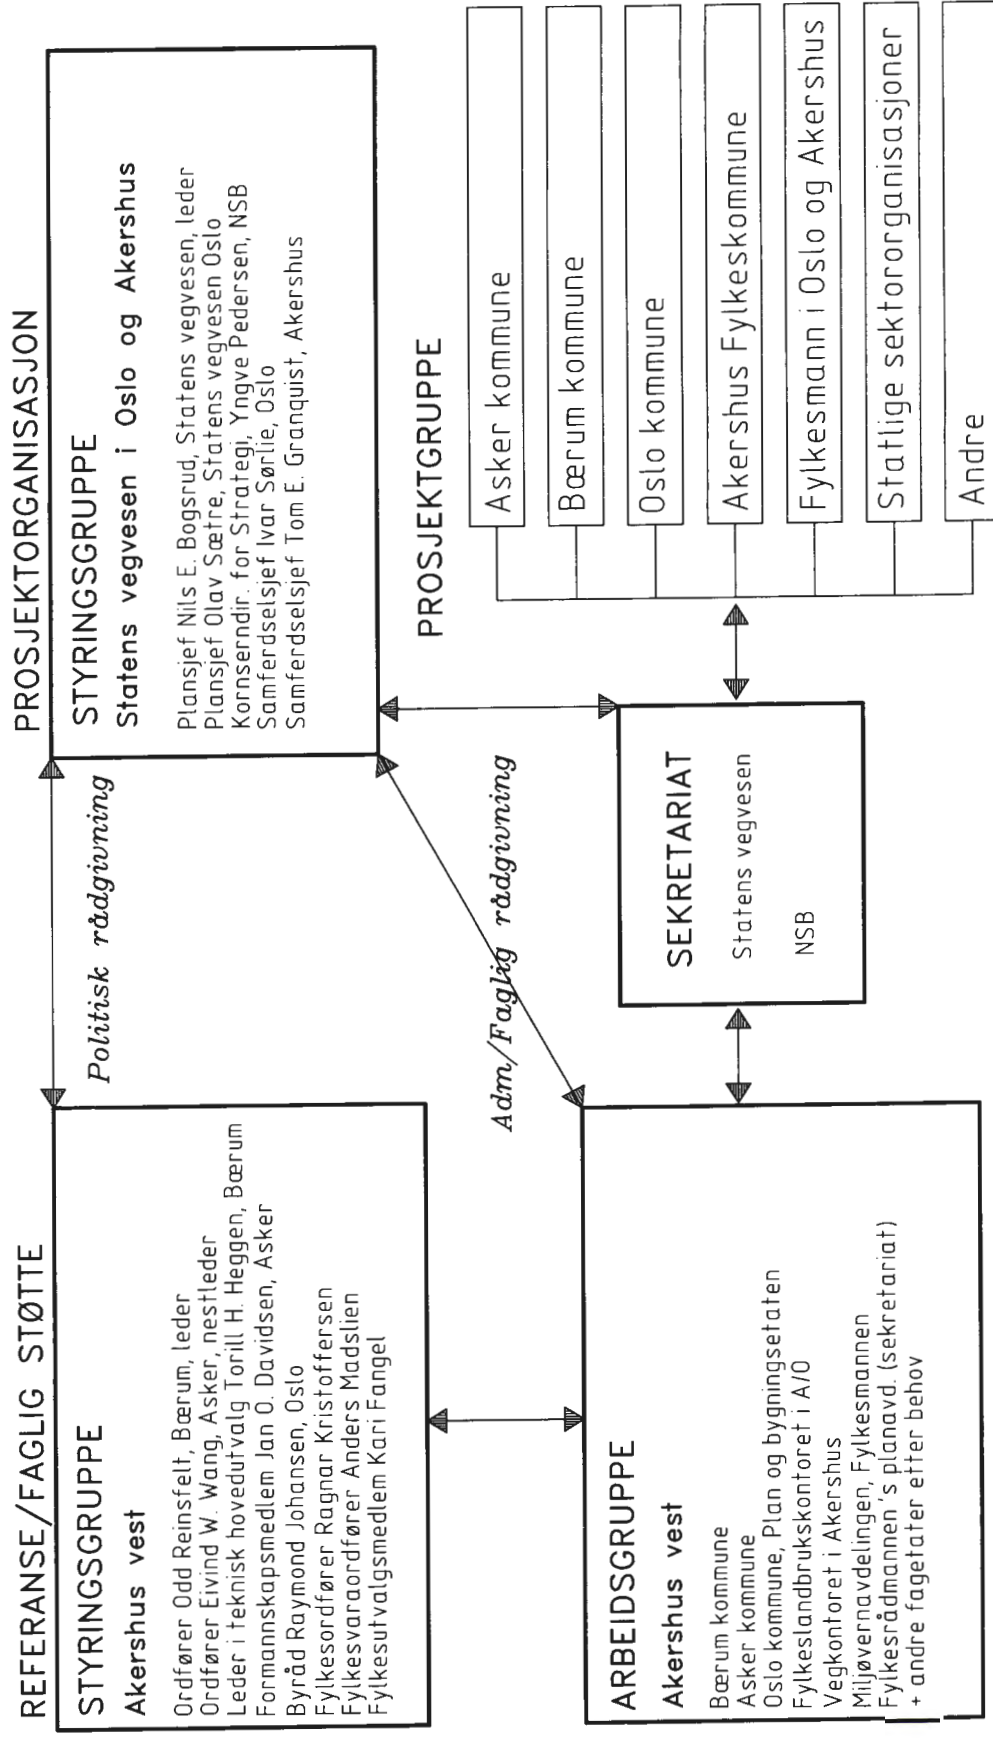 REFERANSE/FAGLIG STØTTE
STYRINGSGRUPPE
Akershus vest
Ordfører Odd Reinsfelt, Bærum, leder
Ordfører Eivind W. Wang, Asker, nestleder
Leder i teknisk hovedutvalg Torill H. Heggen, Bærum
Formannskapsmedlem Jan O. Davidsen, Asker
Byråd Raymond Johansen, Oslo
Fylkesordfører Ragnar Kristoffersen
Fylkesvaraordfører Anders Madslien
Fylkesutvalgsmedlem Kari Fangel
Politisk rådgivning
PROSJEKTORGANISASJON
STYRINGSGRUPPE
Statens vegvesen i Oslo og Akershus
Plansjef Nils E. Bogsrud, Statens vegvesen, leder
Plansjef Olav Sætre, Statens vegvesen Oslo
Kornserndir. for Strategi, Yngve Pedersen, NSB
Samferdselsjef Ivar Sørlie, Oslo
Samferdselsjef Tom E. Granquist, Akershus
Adm/Faglig rådgivning
ARBEIDSGRUPPE
Akershus vest
Bærum kommune
Asker kommune
Oslo kommune, Plan og bygningsetaten
Fylkeslandbrukskontoret i A/O
Vegkontoret i Akershus
Miljøvernavdelingen, Fylkesmannen
Fylkesrådmannen's planavd. (sekretariat)
+ andre fagetater etter behov
SEKRETARIAT
Statens vegvesen
NSB
PROSJEKTGRUPPE
Asker kommune
Bærum kommune
Oslo kommune
Akershus Fylkeskommune
Fylkesmann i Oslo og Akershus
Statlige sektororganisasjoner
Andre